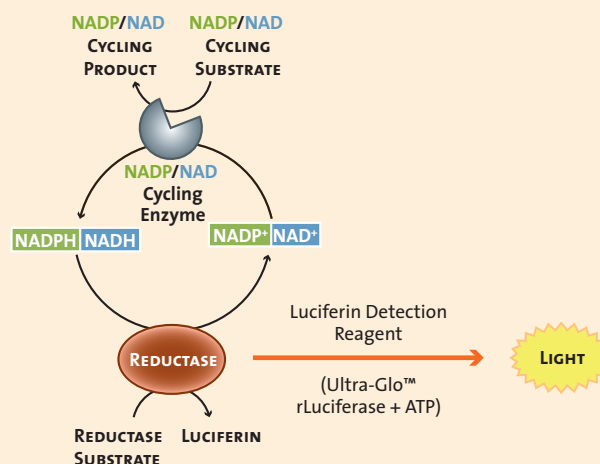 NADP/NAD
Cycling
Product
NADP/NAD
Cycling
Substrate
NADP/NAD
Cycling
Enzyme
NADPH NADH
NADP⁺ NAD⁺
Luciferin Detection
Reagent
Reductase
Light
(Ultra-Glo™
rLuciferase + ATP)
Reductase
Substrate
Luciferin